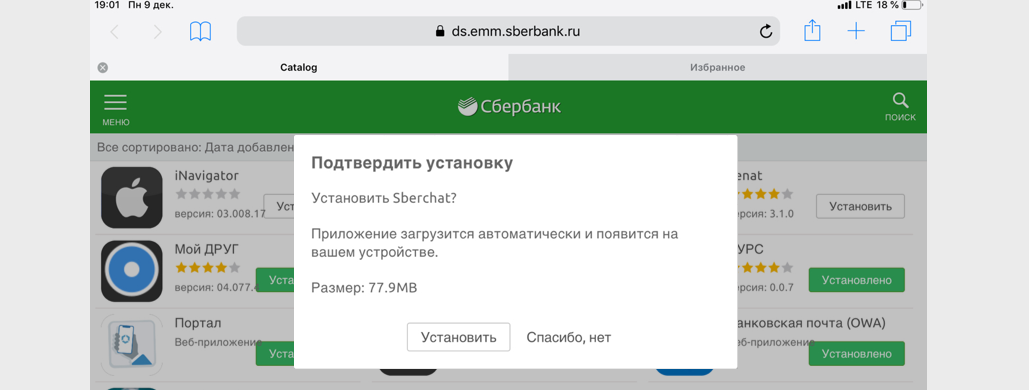 19:01 Пн 9 дек.
LTE 18 %
ds.emm.sberbank.ru
Catalog
Избранное
МЕНЮ
Сбербанк
ПОИСК
Все сортировано: Дата добавлен
Подтвердить установку
Установить Sberchat?
Приложение загрузится автоматически и появится на
вашем устройстве.
Размер: 77.9MB
Установить
Спасибо, нет
iNavigator
версия: 03.008.17
Уст
enat
версия: 3.1.0
Установить
Мой ДРУГ
версия: 04.077.4
Уста
УРС
версия: 0.0.7
Установлено
Портал
Веб-приложение
Уста
анковская почта (OWA)
Веб-приложение
Установлено